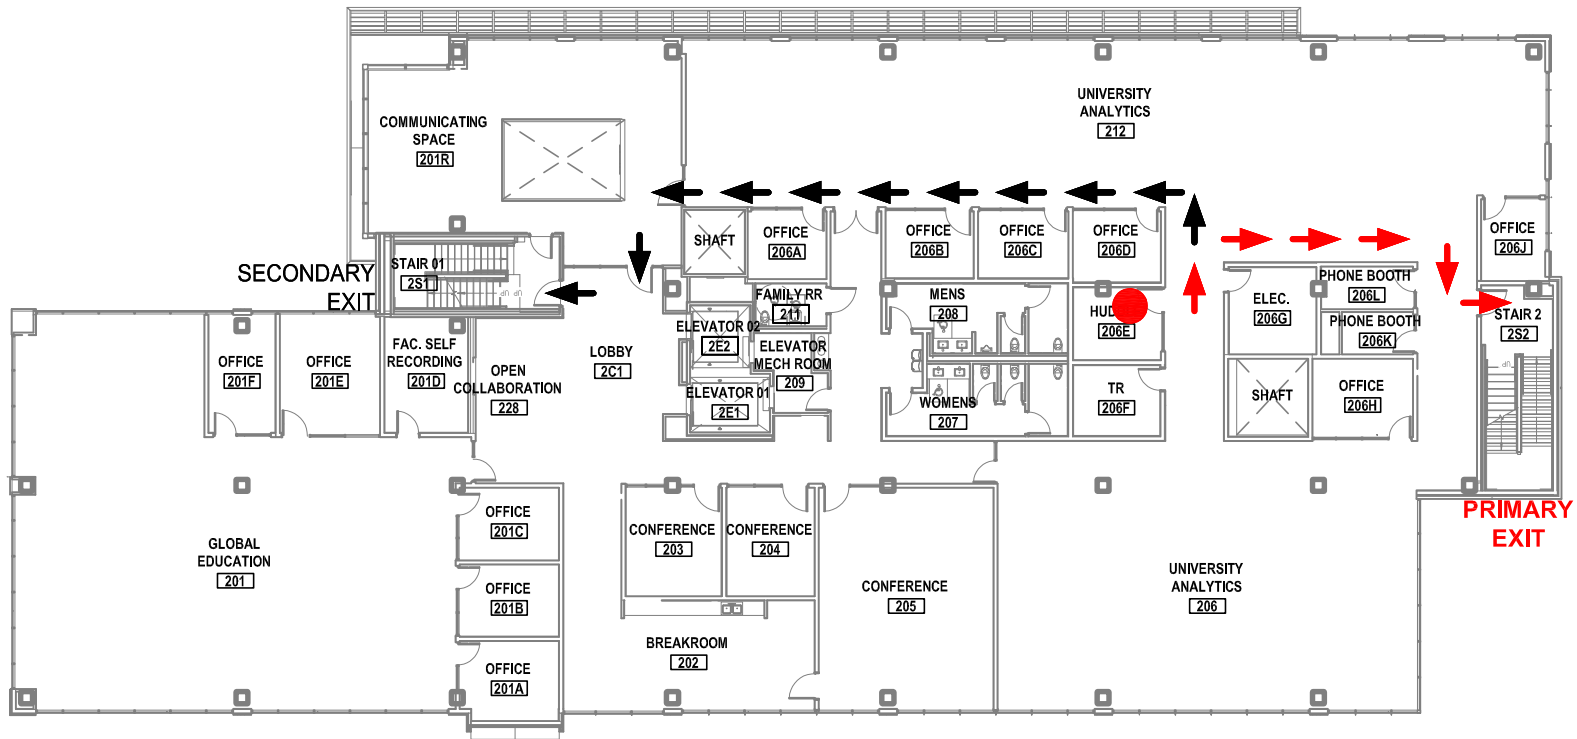 UNIVERSITY
ANALYTICS
212
COMMUNICATING
SPACE
201R
SHAFT
OFFICE
206A
OFFICE
206B
OFFICE
206C
OFFICE
206D
OFFICE
206J
STAIR 01
2S1
SECONDARY
EXIT
UP
UP
FAMILY RR
211
MENS
208
206E
ELEC.
206G
PHONE BOOTH
206L
PHONE BOOTH
206K
STAIR 2
2S2
UP
ELEVATOR 02
2E2
ELEVATOR
MECH ROOM
209
ELEVATOR 01
2E1
LOBBY
2C1
OPEN
COLLABORATION
228
FAC. SELF
RECORDING
201D
OFFICE
201E
OFFICE
201F
WOMENS
207
TR
206F
SHAFT
OFFICE
206H
PRIMARY
EXIT
OFFICE
201C
CONFERENCE
203
CONFERENCE
204
GLOBAL
EDUCATION
201
OFFICE
201B
CONFERENCE
205
UNIVERSITY
ANALYTICS
206
BREAKROOM
202
OFFICE
201A